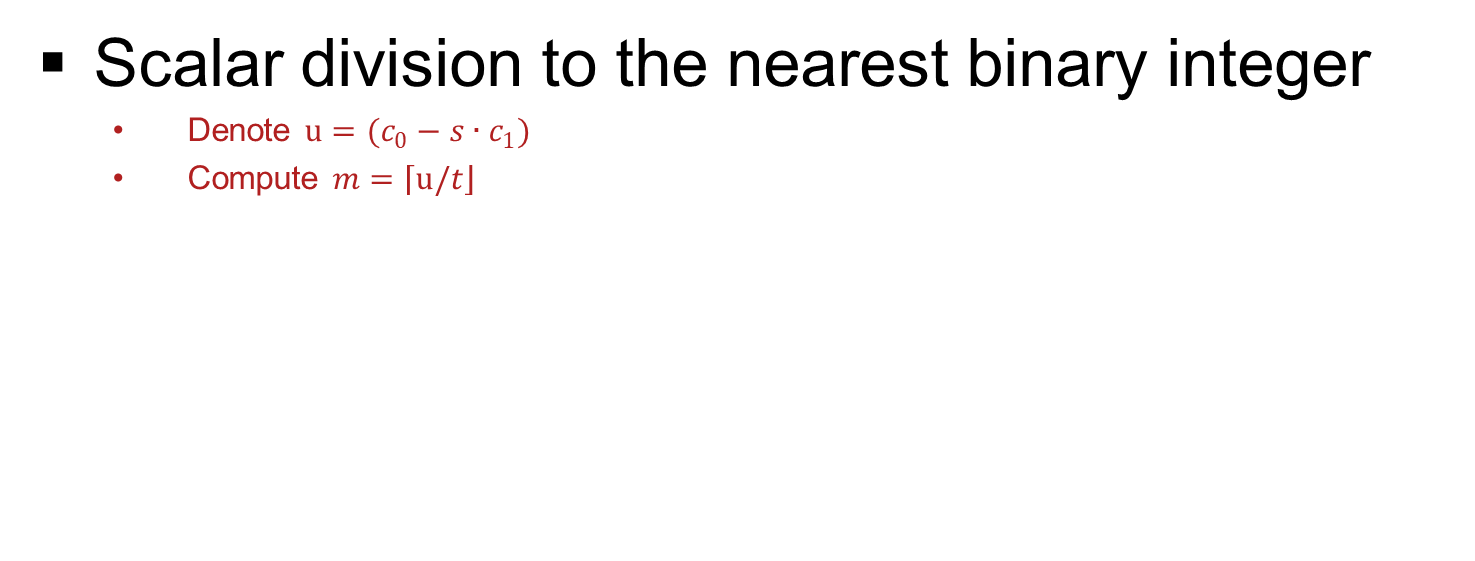 ▪ Scalar division to the nearest binary integer
• Denote u = (c₀ − s · c₁)
• Compute m = ⌈u/t⌋